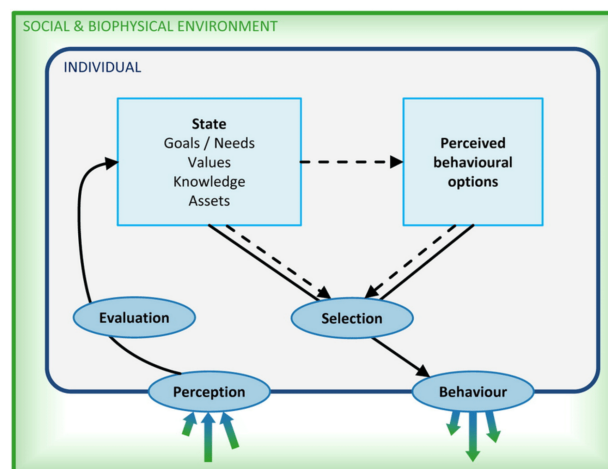 SOCIAL & BIOPHYSICAL ENVIRONMENT
INDIVIDUAL
State
Goals / Needs
Values
Knowledge
Assets
Perceived
behavioural
options
Evaluation
Selection
Perception
Behaviour